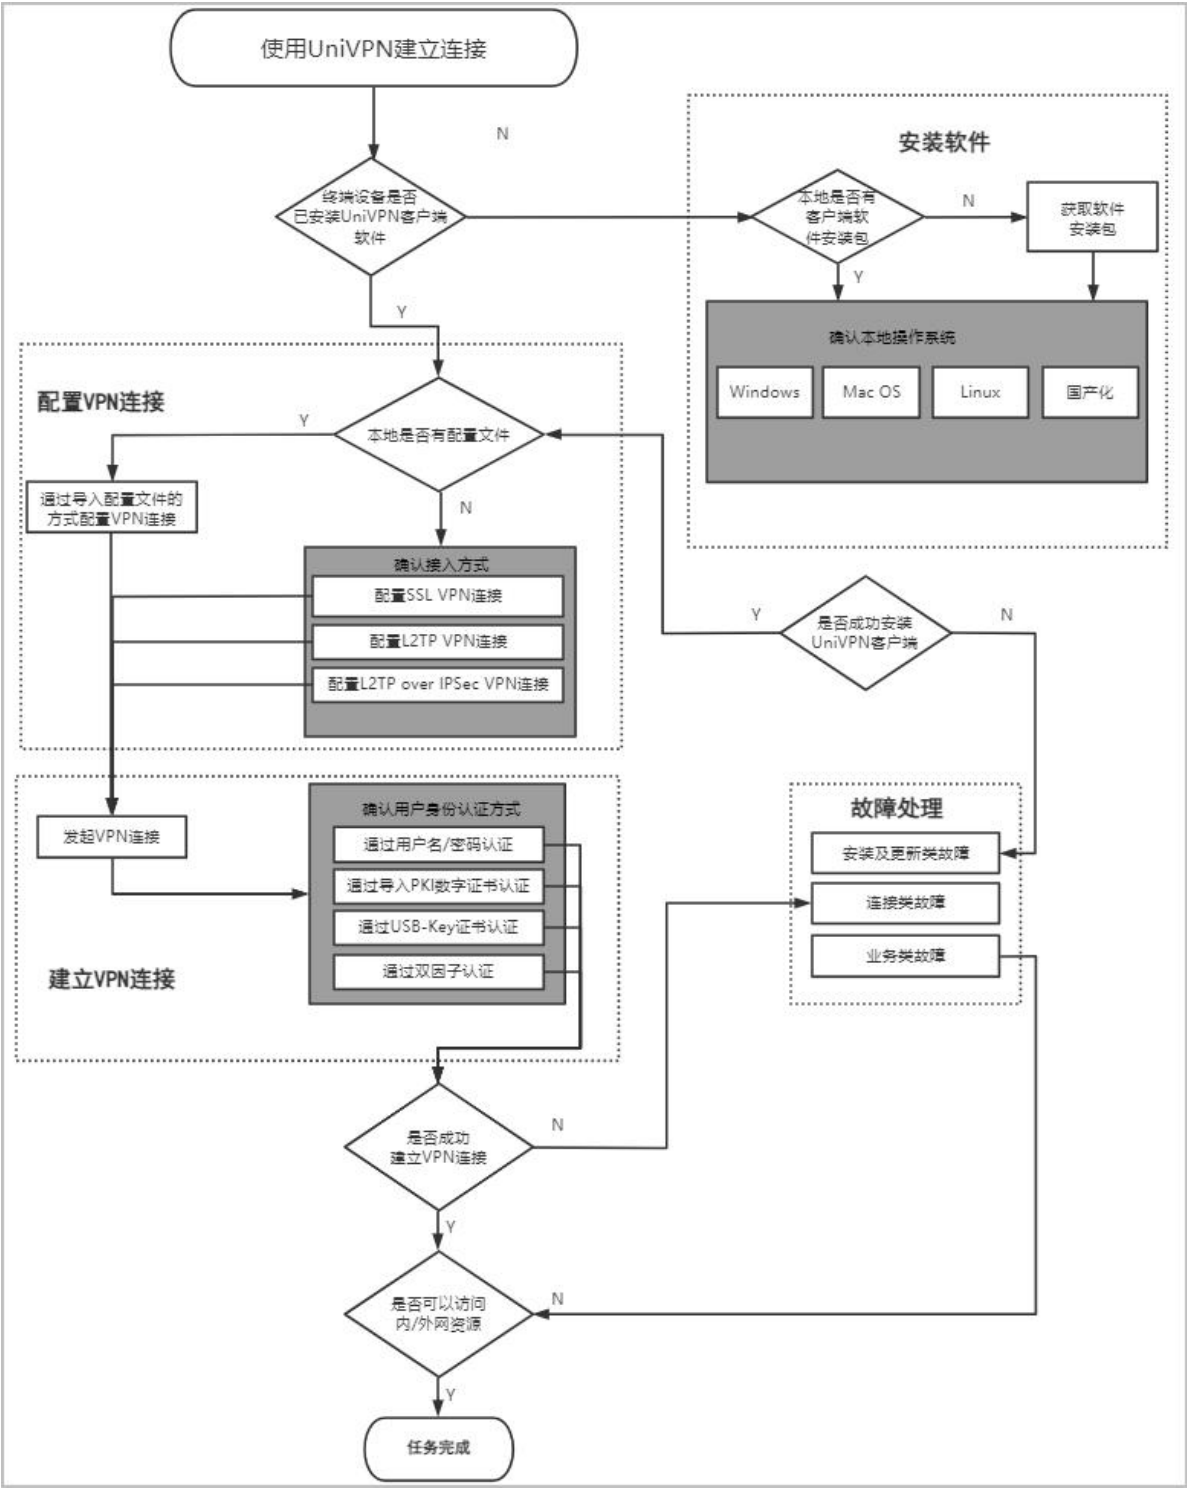 使用UniVPN建立连接
N
终端设备是否
已安装UniVPN客户端
软件
安装软件
本地是否有
客户端软
件安装包
N
获取软件
安装包
Y
确认本地操作系统
Windows
Mac OS
Linux
国产化
Y
配置VPN连接
Y
本地是否有配置文件
通过导入配置文件的
方式配置VPN连接
N
确认接入方式
配置SSL VPN连接
配置L2TP VPN连接
配置L2TP over IPSec VPN连接
Y
是否成功安装
UniVPN客户端
N
发起VPN连接
确认用户身份认证方式
通过用户名/密码认证
通过导入PKI数字证书认证
通过USB-Key证书认证
通过双因子认证
建立VPN连接
故障处理
安装及更新类故障
连接类故障
业务类故障
是否成功
建立VPN连接
N
Y
是否可以访问
内/外网资源
N
Y
任务完成